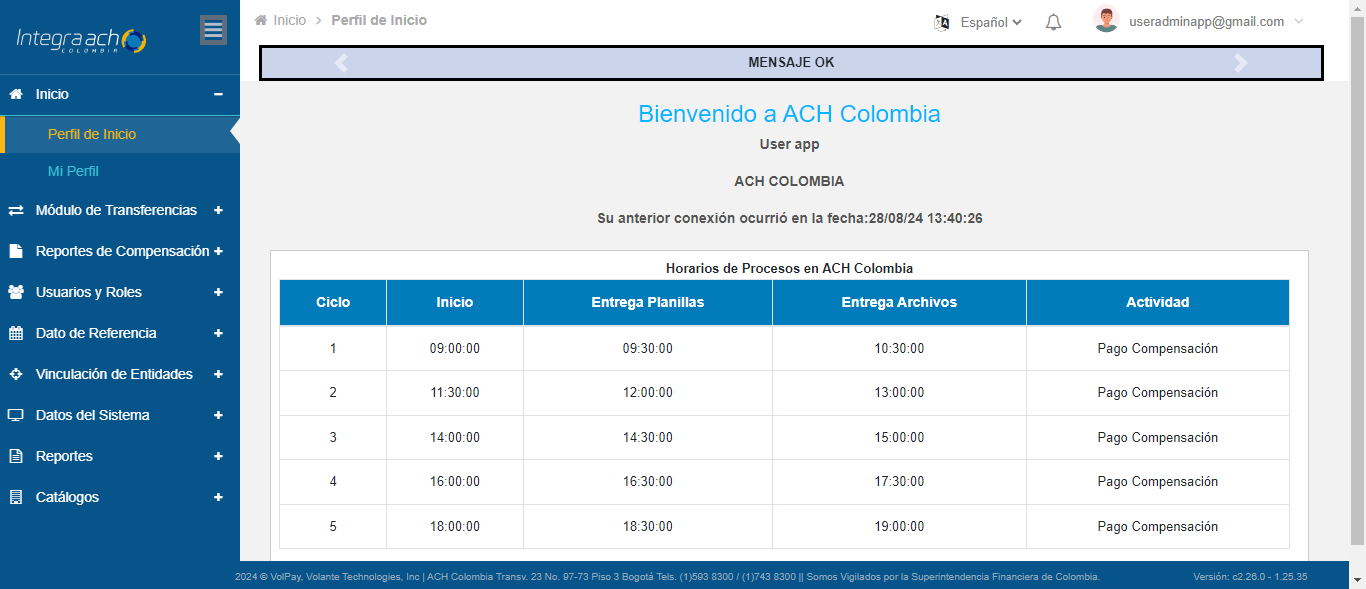 Integra ach
COLOMBIA
Inicio
Perfil de Inicio
Mi Perfil
Módulo de Transferencias
Reportes de Compensación
Usuarios y Roles
Dato de Referencia
Vinculación de Entidades
Datos del Sistema
Reportes
Catálogos
Inicio > Perfil de Inicio
Español
useradminapp@gmail.com
MENSAJE OK
Bienvenido a ACH Colombia
User app
ACH COLOMBIA
Su anterior conexión ocurrió en la fecha:28/08/24 13:40:26
Horarios de Procesos en ACH Colombia
Ciclo Inicio Entrega Planillas Entrega Archivos Actividad
1 09:00:00 09:30:00 10:30:00 Pago Compensación
2 11:30:00 12:00:00 13:00:00 Pago Compensación
3 14:00:00 14:30:00 15:00:00 Pago Compensación
4 16:00:00 16:30:00 17:30:00 Pago Compensación
5 18:00:00 18:30:00 19:00:00 Pago Compensación
2024 © VolPay, Volante Technologies, Inc | ACH Colombia Transv. 23 No. 97-73 Piso 3 Bogotá Tels. (1)593 8300 / (1)743 8300 || Somos Vigilados por la Superintendencia Financiera de Colombia. Versión: c2.26.0 - 1.25.35